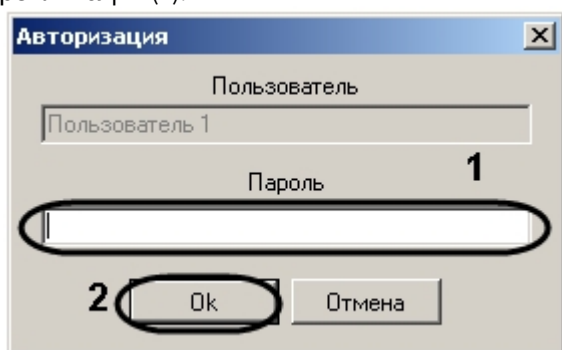 Авторизация
Пользователь
Пользователь 1
1
Пароль
2 Ok Отмена